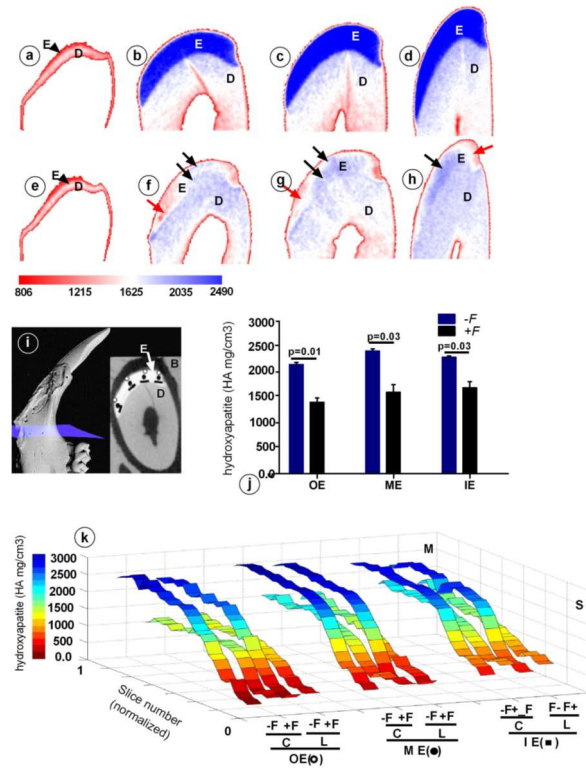 a E D
b E D
c E D
d E D
e E D
f E D
g E D
h E D
806 1215 1625 2035 2490
i E B D
hydroxyapatite (HA mg/cm3)
3000
2500
2000
1500
1000
500
0.0
-F
+F
p=0.01 p=0.03 p=0.03
OE ME IE
j
k
hydroxyapatite (HA mg/cm3)
3000
2500
2000
1500
1000
500
0.0
M
S
1
Slice number
(normalized)
0
-F +F -F +F -F +F -F +F -F+_F F- F+
C L C L C L
OE(○) M E(●) I E(■)